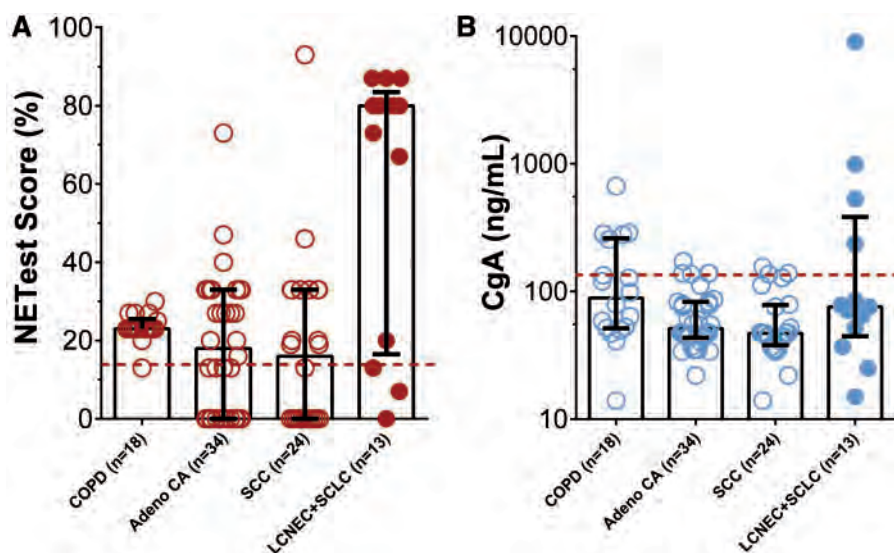 A
NETest Score (%)
100
80
60
40
20
0
COPD (n=18)
Adeno CA (n=34)
SCC (n=24)
LCNEC+SCLC (n=13)
B
CgA (ng/mL)
10000
1000
100
10
COPD (n=18)
Adeno CA (n=34)
SCC (n=24)
LCNEC+SCLC (n=13)